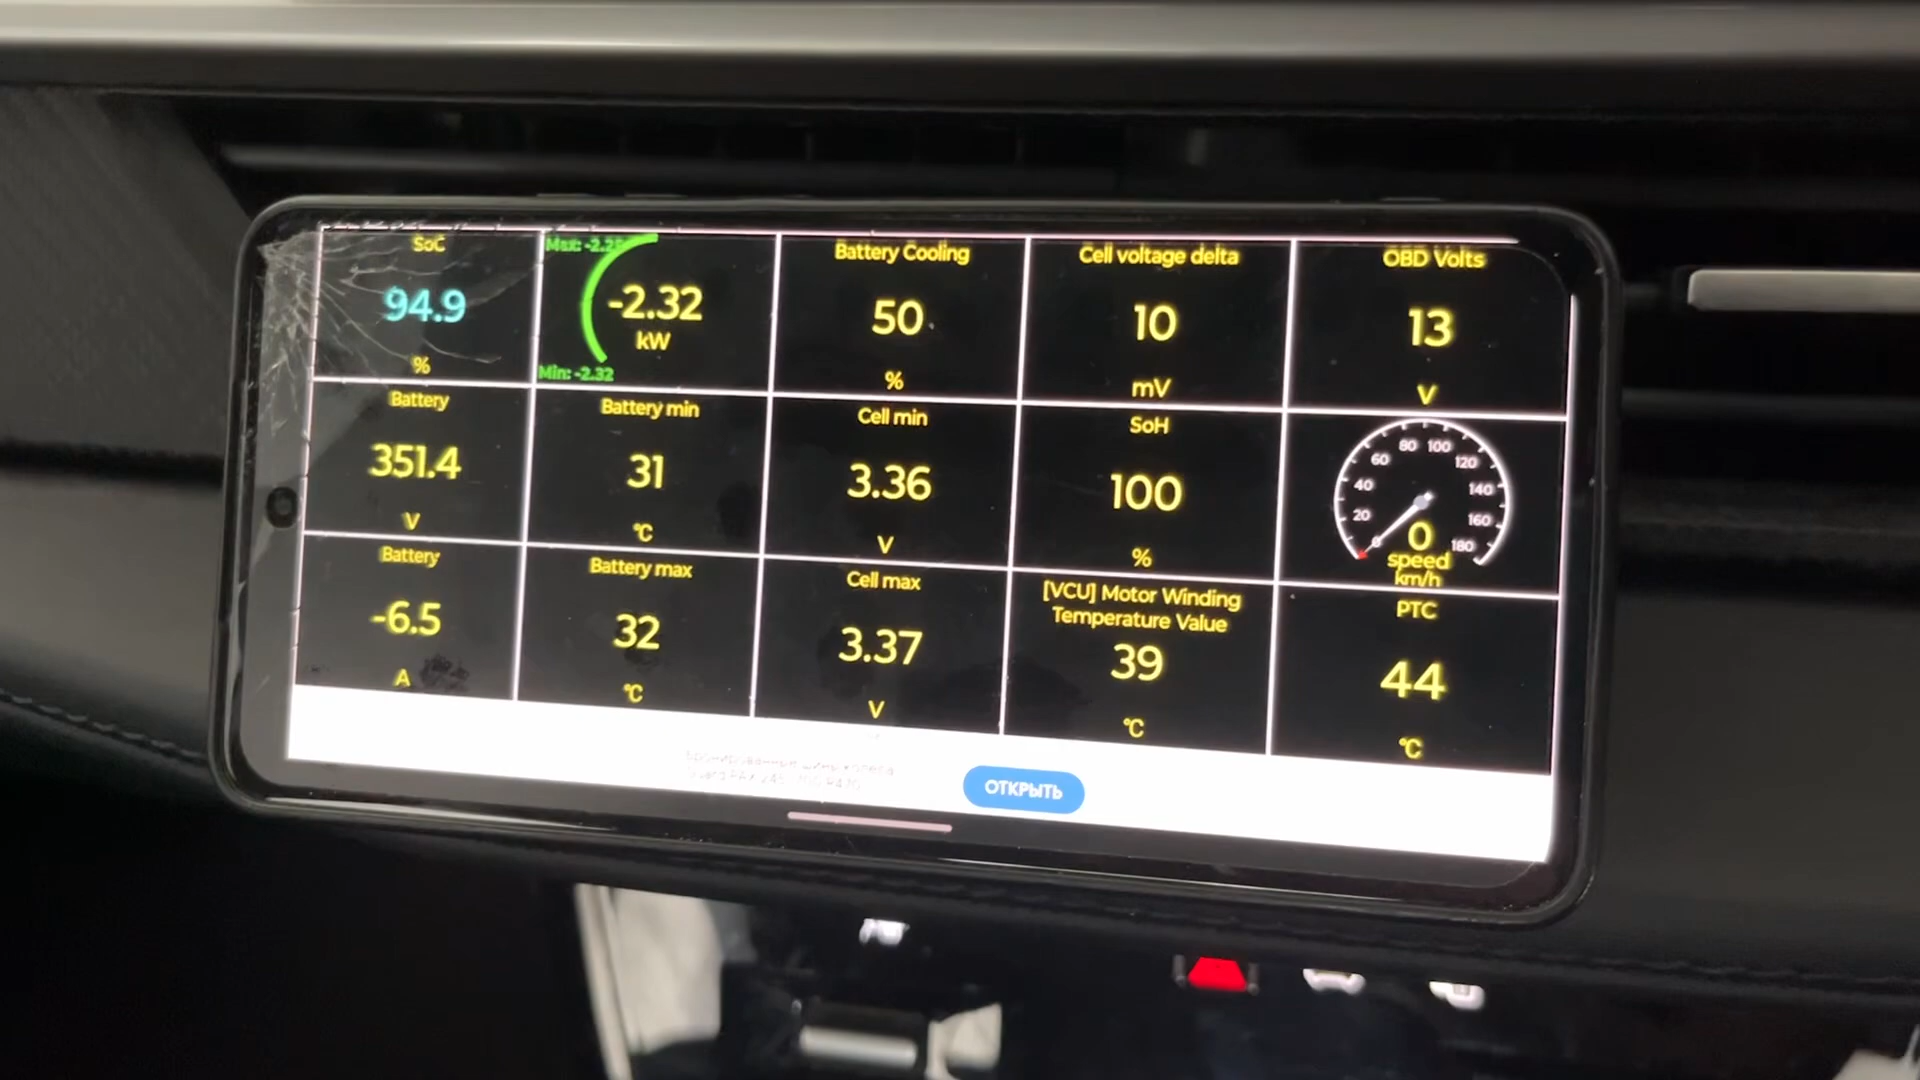 SoC
94.9
%
Max: -2.2
-2.32
kW
Min: -2.32
Battery Cooling
50
%
Cell voltage delta
10
mV
OBD Volts
13
V
Battery
351.4
V
Battery min
31
°C
Cell min
3.36
V
SoH
100
%
0 20 40 60 80 100 120 140 160 180
0
speed
km/h
Battery
-6.5
A
Battery max
32
°C
Cell max
3.37
V
[VCU] Motor Winding
Temperature Value
39
°C
PTC
44
°C
ОТКРЫТЬ